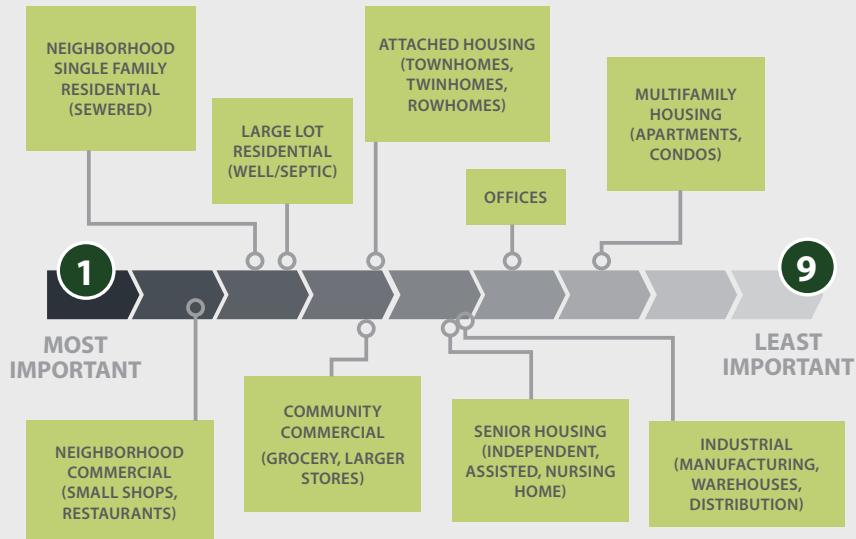 NEIGHBORHOOD
SINGLE FAMILY
RESIDENTIAL
(SEWERED)
LARGE LOT
RESIDENTIAL
(WELL/SEPTIC)
ATTACHED HOUSING
(TOWNHOMES,
TWINHOMES,
ROWHOMES)
OFFICES
MULTIFAMILY
HOUSING
(APARTMENTS,
CONDOS)
1
9
MOST
IMPORTANT
LEAST
IMPORTANT
NEIGHBORHOOD
COMMERCIAL
(SMALL SHOPS,
RESTAURANTS)
COMMUNITY
COMMERCIAL
(GROCERY, LARGER
STORES)
SENIOR HOUSING
(INDEPENDENT,
ASSISTED, NURSING
HOME)
INDUSTRIAL
(MANUFACTURING,
WAREHOUSES,
DISTRIBUTION)